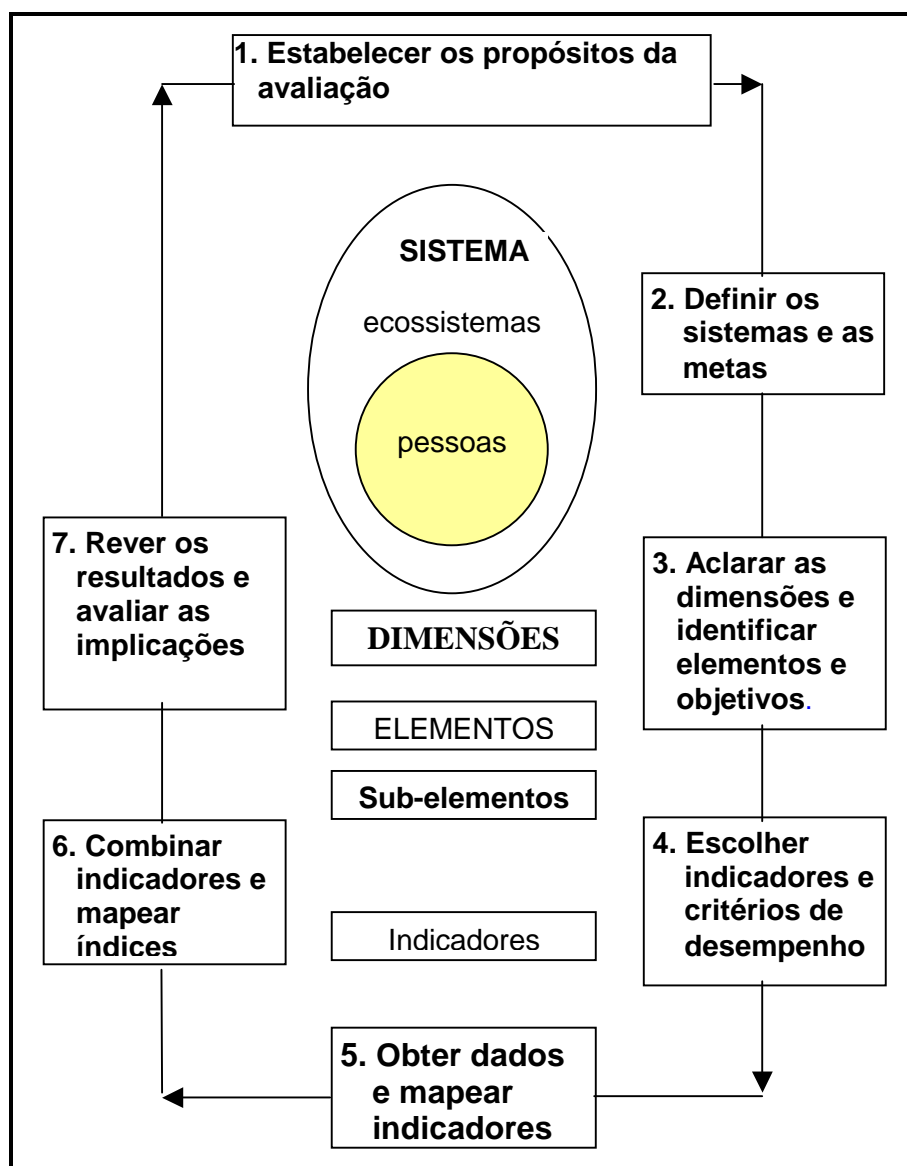 1. Estabelecer os propósitos da
avaliação
SISTEMA
ecossistemas
pessoas
2. Definir os
sistemas e as
metas
3. Aclarar as
dimensões e
identificar
elementos e
objetivos.
4. Escolher
indicadores e
critérios de
desempenho
5. Obter dados
e mapear
indicadores
6. Combinar
indicadores e
mapear
índices
7. Rever os
resultados e
avaliar as
implicações
DIMENSÕES
ELEMENTOS
Sub-elementos
Indicadores